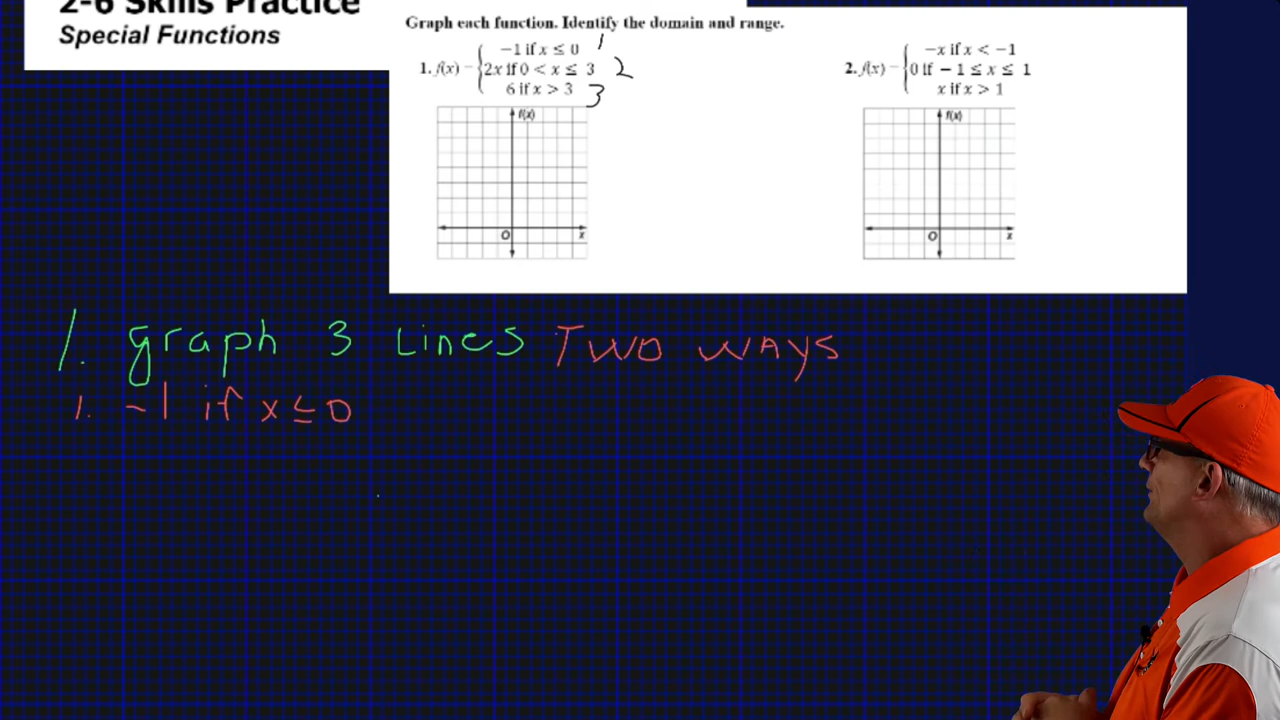 2-6 Skills Practice
Special Functions
Graph each function. Identify the domain and range.
−1 if x ≤ 0 1
1. f(x) − 2x if 0 < x ≤ 3 2
6 if x > 3 3
f(x)
O
x
−x if x < −1
2. f(x) − 0 if − 1 ≤ x ≤ 1
x if x > 1
f(x)
O
x
1. graph 3 Lines Two ways
1. -1 if x ≤ 0